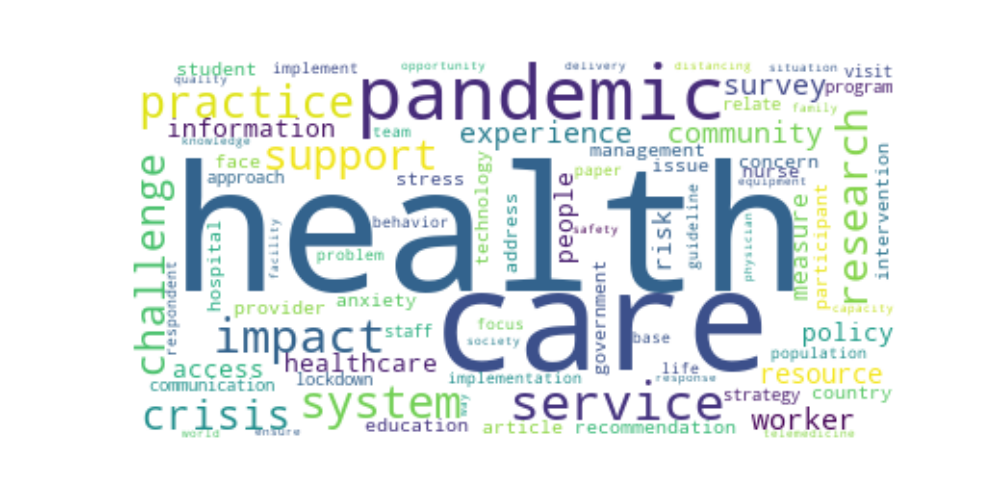 student
implement
opportunity
delivery
distancing
situation
visit
quality
practice
pandemic
survey
program
relate
family
information
team
experience
community
knowledge
face
support
management
concern
approach
stress
paper
issue
nurse
equipment
challenge
health
research
technology
address
people
safety
risk
guideline
physician
measure
participant
intervention
behavior
hospital
facility
problem
respondent
provider
anxiety
care
government
capacity
impact
staff
focus
society
base
policy
healthcare
population
access
lockdown
implementation
life
response
resource
communication
crisis
system
way
service
strategy
country
education
article
recommendation
worker
world
ensure
telemedicine